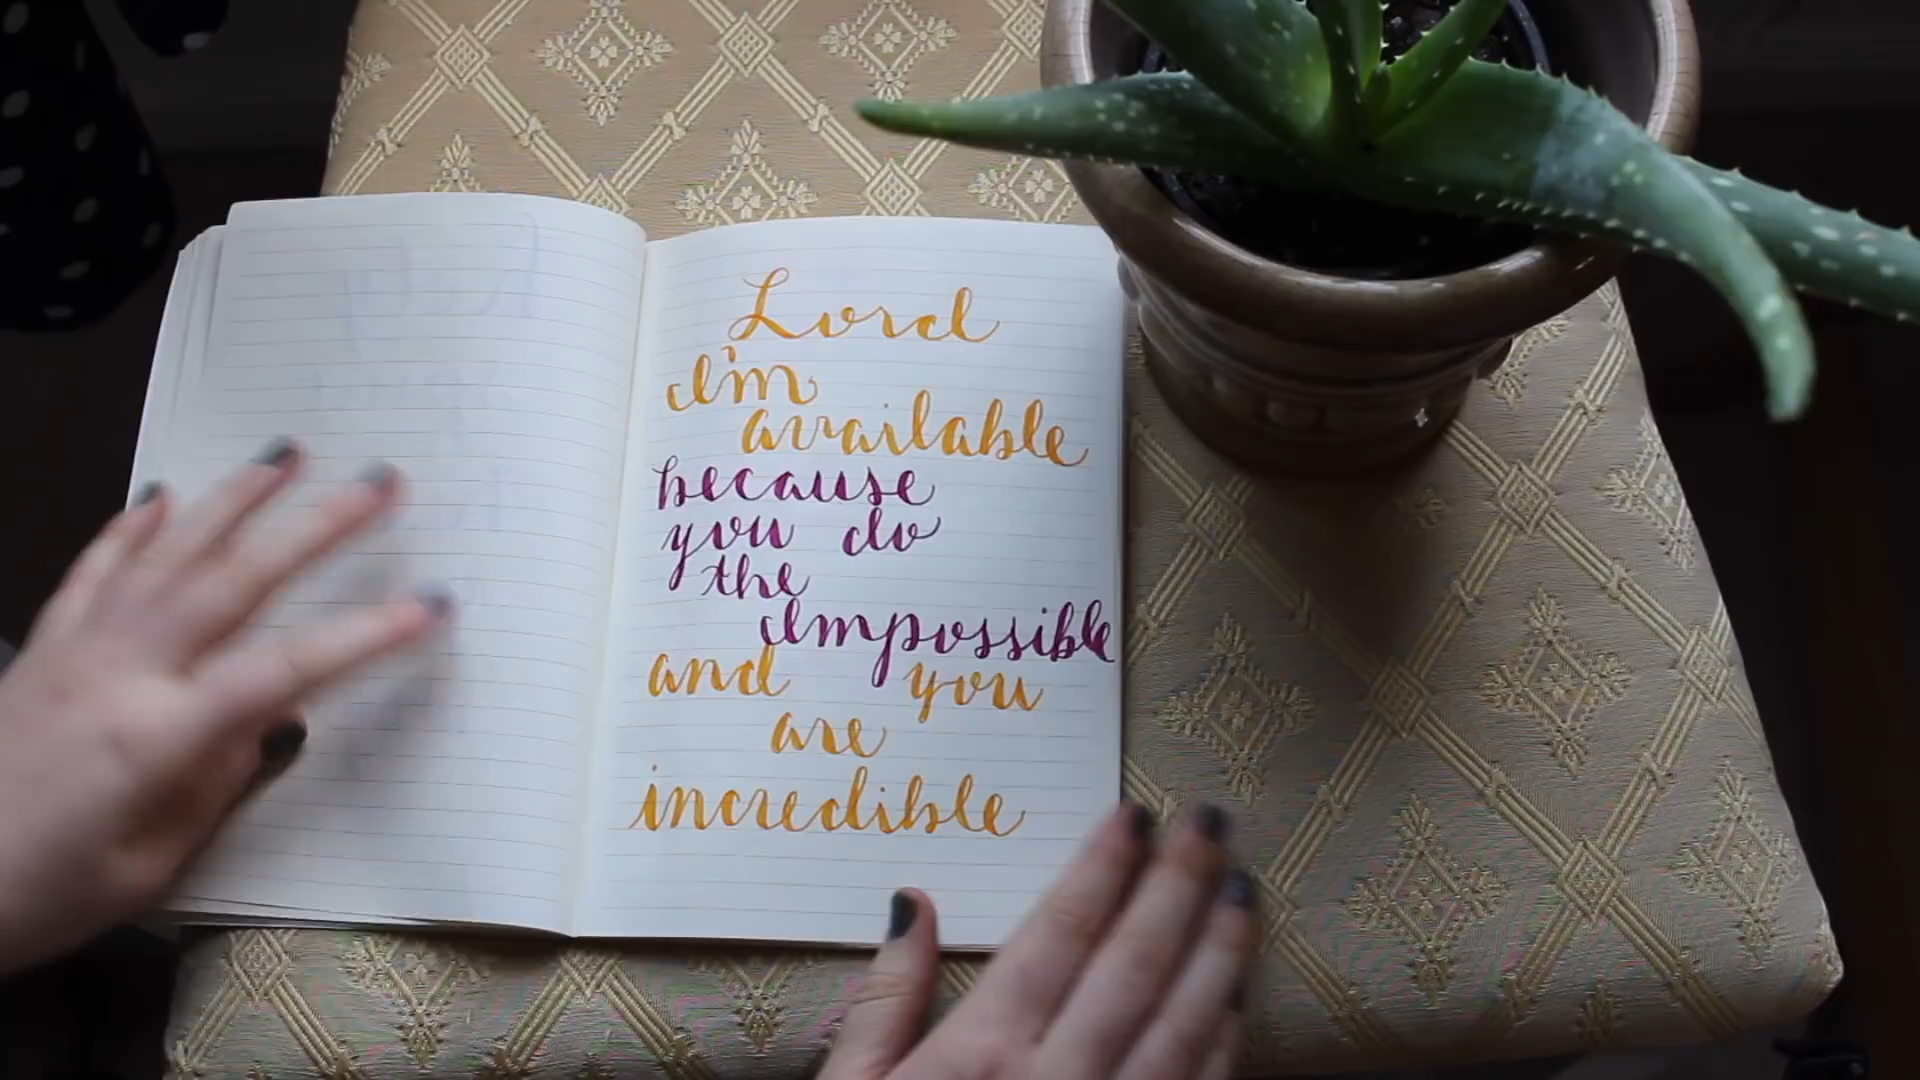 Lord
I'm
available
because
you do
the
Impossible
and you
are
incredible